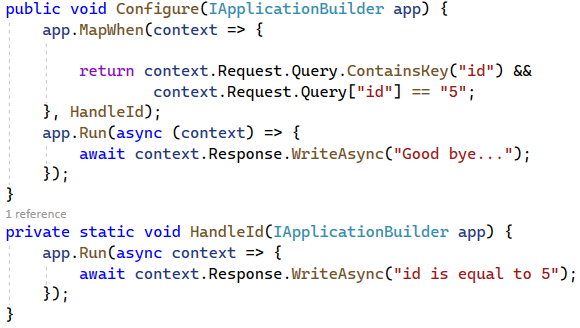 public void Configure(IApplicationBuilder app) {
    app.MapWhen(context => {
        return context.Request.Query.ContainsKey("id") &&
                context.Request.Query["id"] == "5";
    }, HandleId);
    app.Run(async (context) => {
        await context.Response.WriteAsync("Good bye...");
    });
}
1 reference
private static void HandleId(IApplicationBuilder app) {
    app.Run(async context => {
        await context.Response.WriteAsync("id is equal to 5");
    });
}